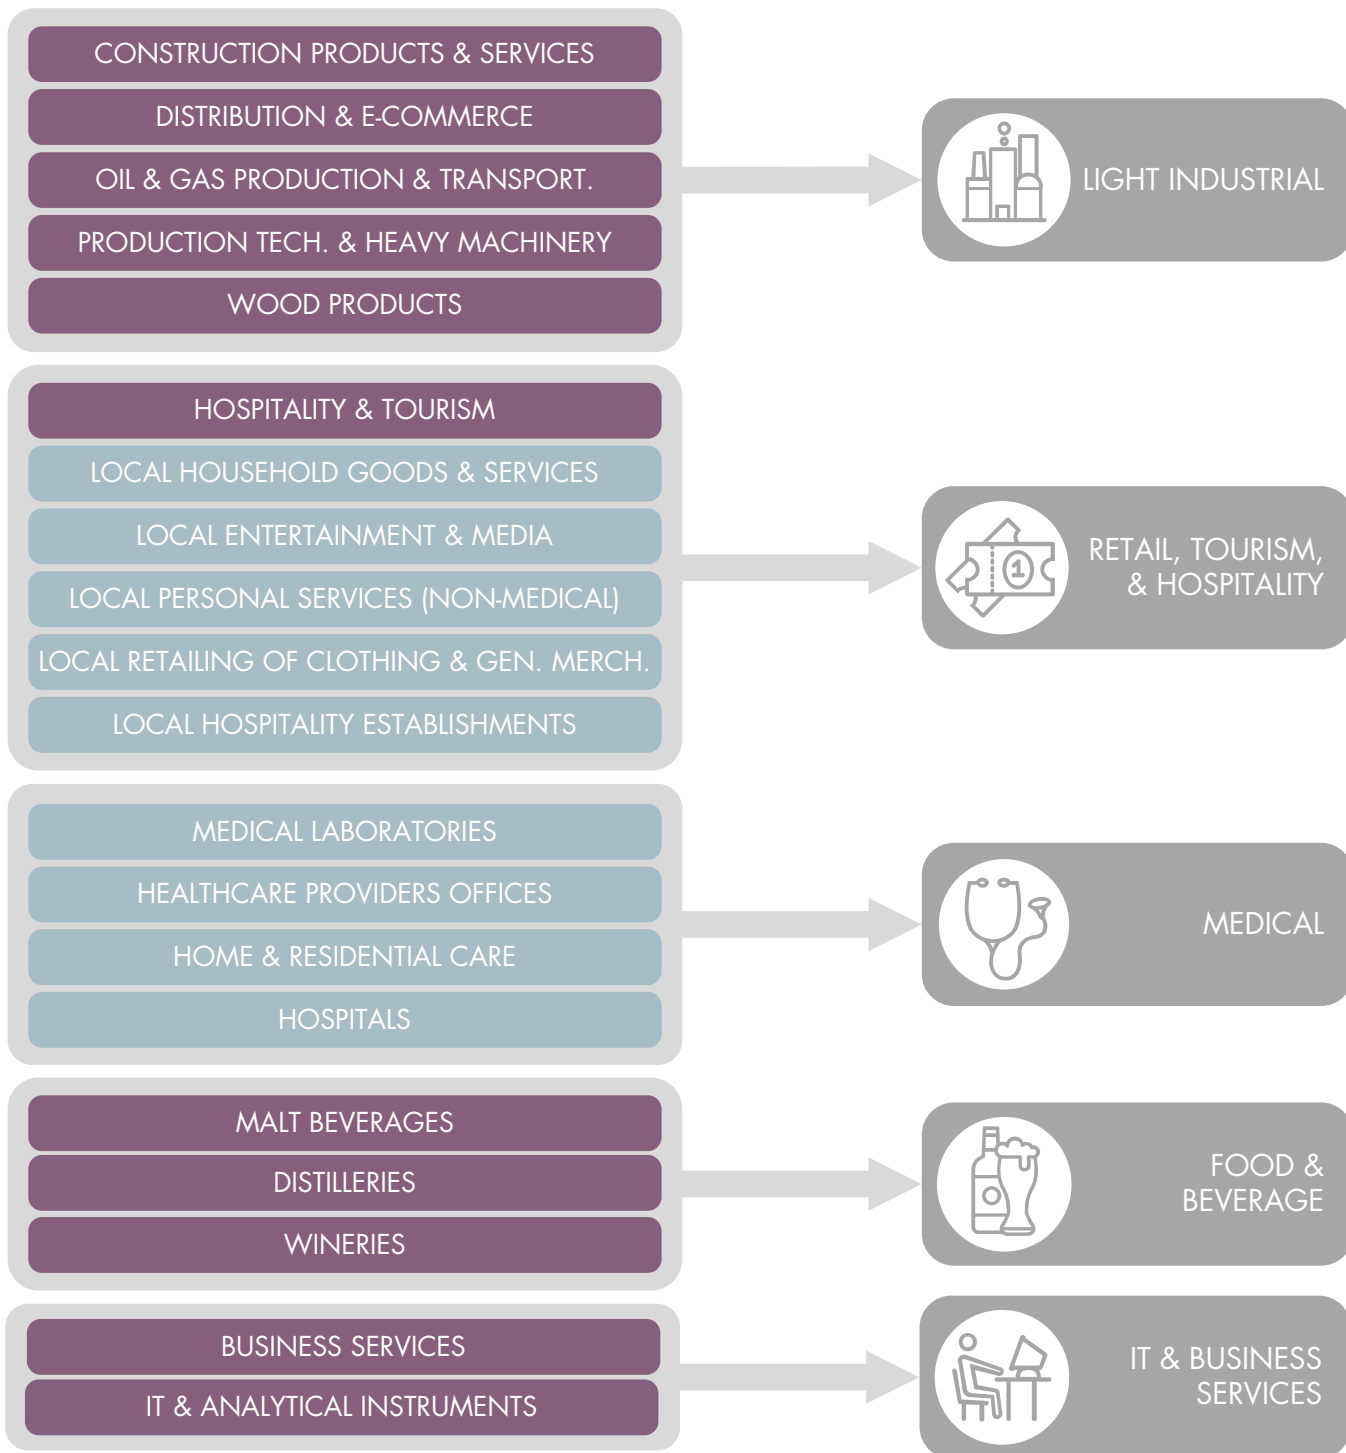 CONSTRUCTION PRODUCTS & SERVICES
DISTRIBUTION & E-COMMERCE
OIL & GAS PRODUCTION & TRANSPORT.
PRODUCTION TECH. & HEAVY MACHINERY
WOOD PRODUCTS
LIGHT INDUSTRIAL
HOSPITALITY & TOURISM
LOCAL HOUSEHOLD GOODS & SERVICES
LOCAL ENTERTAINMENT & MEDIA
LOCAL PERSONAL SERVICES (NON-MEDICAL)
LOCAL RETAILING OF CLOTHING & GEN. MERCH.
LOCAL HOSPITALITY ESTABLISHMENTS
1
RETAIL, TOURISM,
& HOSPITALITY
MEDICAL LABORATORIES
HEALTHCARE PROVIDERS OFFICES
HOME & RESIDENTIAL CARE
HOSPITALS
MEDICAL
MALT BEVERAGES
DISTILLERIES
WINERIES
FOOD &
BEVERAGE
BUSINESS SERVICES
IT & ANALYTICAL INSTRUMENTS
IT & BUSINESS
SERVICES